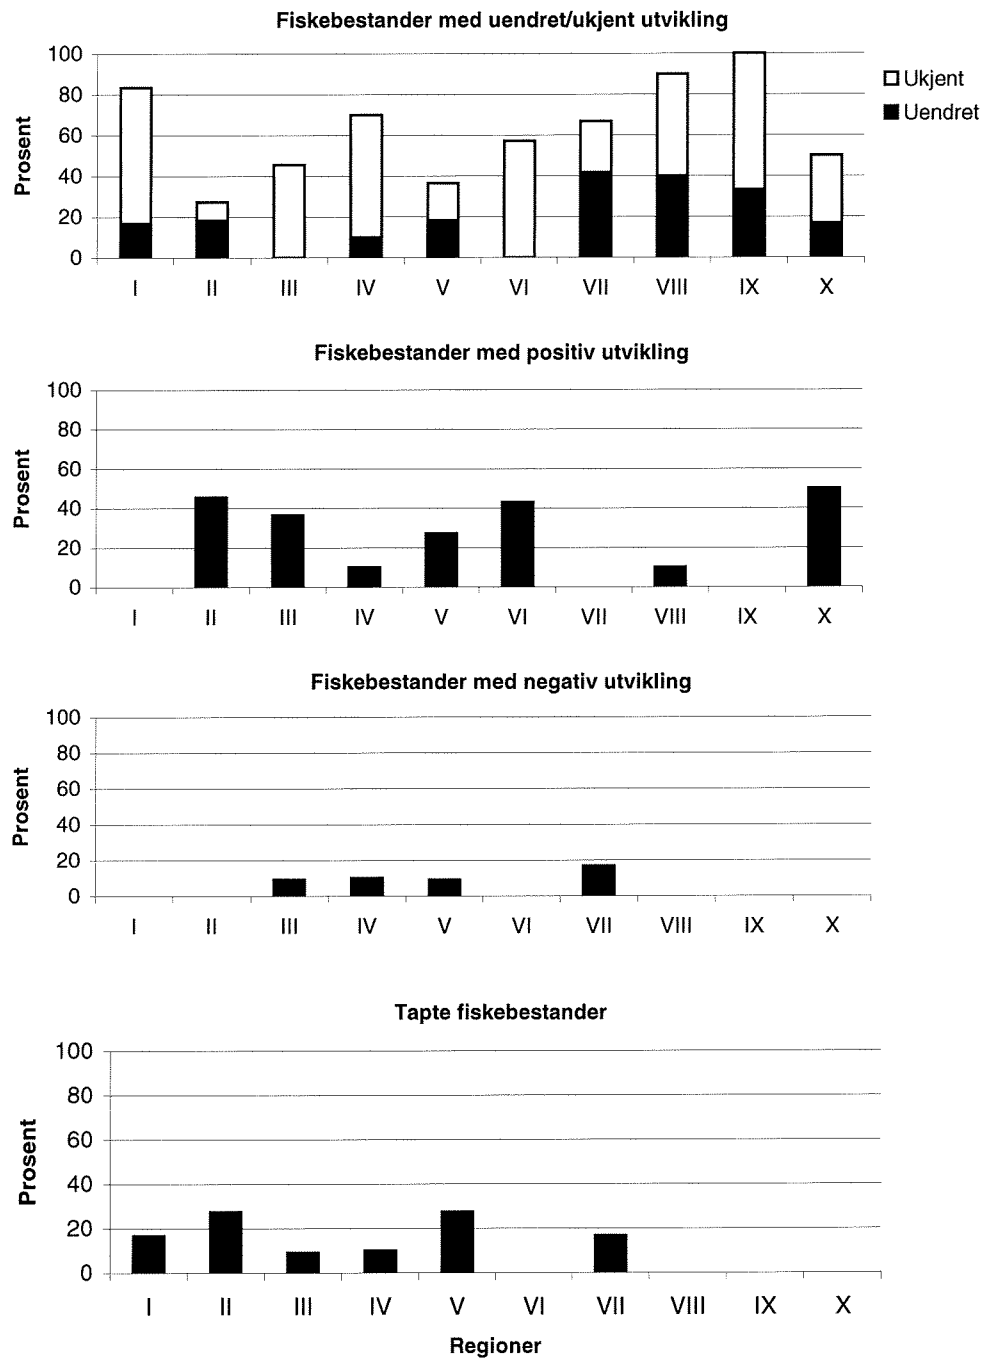 Fiskebestander med uendret/ukjent utvikling
100
80
60
40
20
0
Prosent
Ukjent
Uendret
I II III IV V VI VII VIII IX X
Fiskebestander med positiv utvikling
100
80
60
40
20
0
Prosent
I II III IV V VI VII VIII IX X
Fiskebestander med negativ utvikling
100
80
60
40
20
0
Prosent
I II III IV V VI VII VIII IX X
Tapte fiskebestander
100
80
60
40
20
0
Prosent
I II III IV V VI VII VIII IX X
Regioner